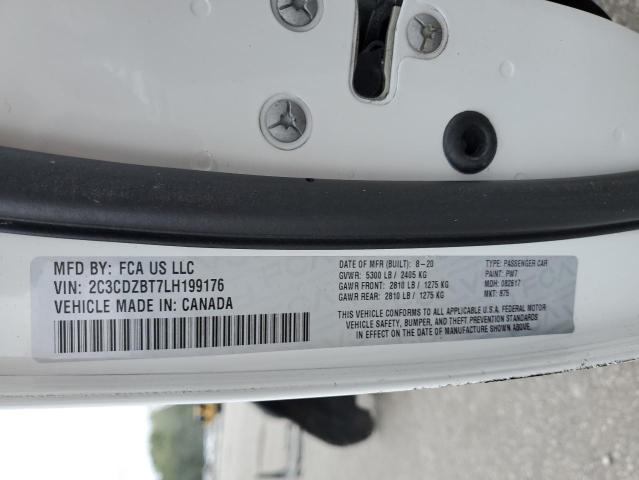 MFD BY: FCA US LLC
VIN: 2C3CDZBT7LH199176
VEHICLE MADE IN: CANADA
DATE OF MFR (BUILT): 8-20
GVWR: 5300 LB / 2405 KG
GAWR FRONT: 2810 LB / 1275 KG
GAWR REAR: 2810 LB / 1275 KG
TYPE: PASSENGER CAR
PAINT: PW7
MDH: 082617
MKT: 875
THIS VEHICLE CONFORMS TO ALL APPLICABLE U.S.A. FEDERAL MOTOR
VEHICLE SAFETY, BUMPER, AND THEFT PREVENTION STANDARDS
IN EFFECT ON THE DATE OF MANUFACTURE SHOWN ABOVE.